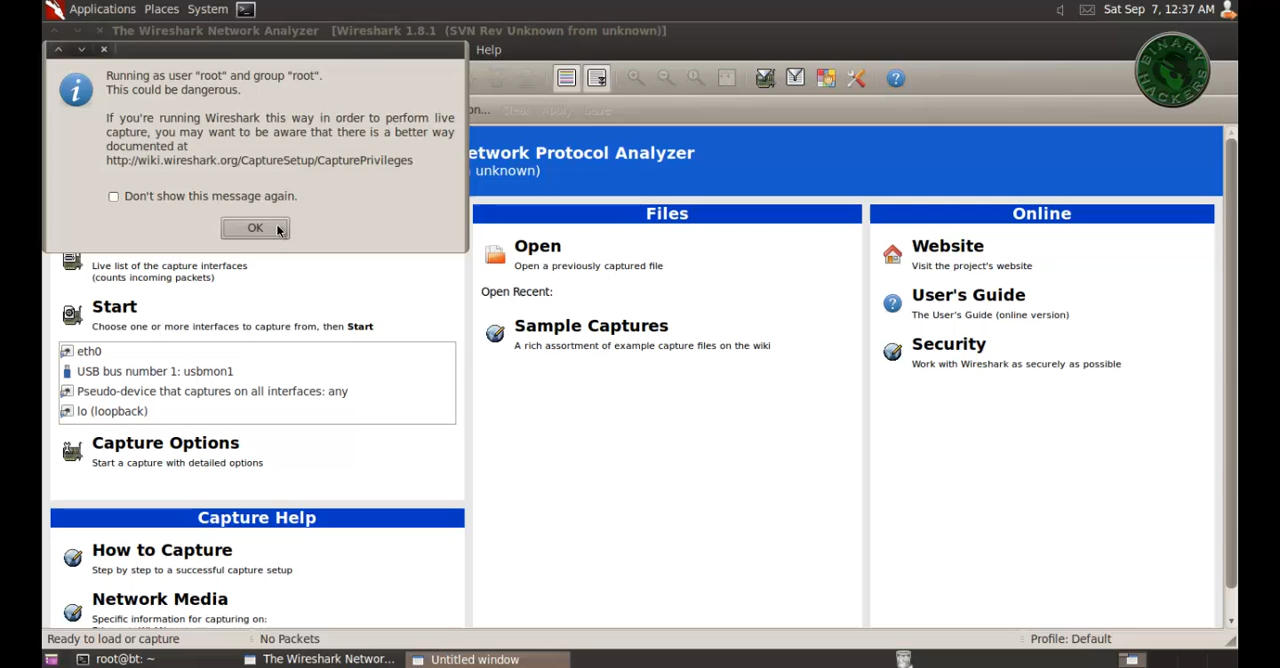 Applications Places System
Sat Sep 7, 12:37 AM
The Wireshark Network Analyzer [Wireshark 1.8.1 (SVN Rev Unknown from unknown)]
Help
BINARY HACKERS
Running as user "root" and group "root".
This could be dangerous.
If you're running Wireshark this way in order to perform live
capture, you may want to be aware that there is a better way
documented at
http://wiki.wireshark.org/CaptureSetup/CapturePrivileges
Don't show this message again.
OK
on... Clear Apply Save
etwork Protocol Analyzer
unknown)
Live list of the capture interfaces
(counts incoming packets)
Start
Choose one or more interfaces to capture from, then Start
eth0
USB bus number 1: usbmon1
Pseudo-device that captures on all interfaces: any
lo (loopback)
Capture Options
Start a capture with detailed options
Capture Help
How to Capture
Step by step to a successful capture setup
Network Media
Specific information for capturing on:
Files
Open
Open a previously captured file
Open Recent:
Sample Captures
A rich assortment of example capture files on the wiki
Online
Website
Visit the project's website
User's Guide
The User's Guide (online version)
Security
Work with Wireshark as securely as possible
Ready to load or capture
No Packets
Profile: Default
root@bt: ~
The Wireshark Networ...
Untitled window